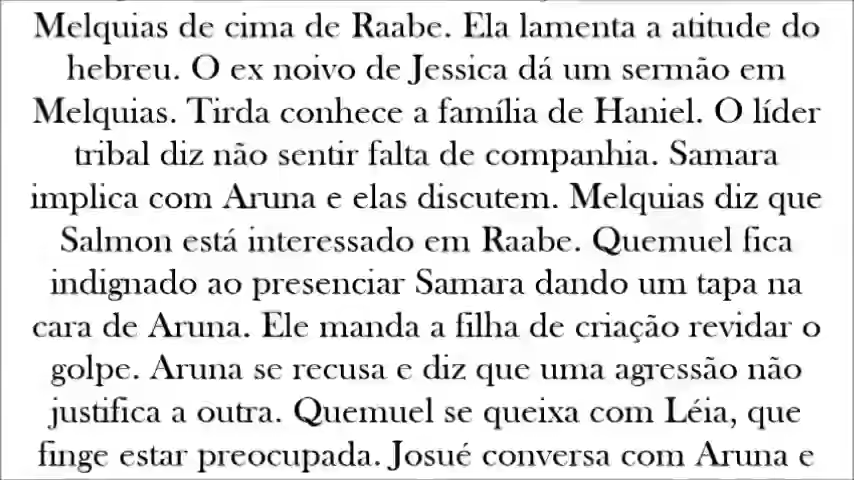 Melquias de cima de Raabe. Ela lamenta a atitude do
hebreu. O ex noivo de Jessica dá um sermão em
Melquias. Tirda conhece a família de Haniel. O líder
tribal diz não sentir falta de companhia. Samara
implica com Aruna e elas discutem. Melquias diz que
Salmon está interessado em Raabe. Quemuel fica
indignado ao presenciar Samara dando um tapa na
cara de Aruna. Ele manda a filha de criação revidar o
golpe. Aruna se recusa e diz que uma agressão não
justifica a outra. Quemuel se queixa com Léia, que
finge estar preocupada. Josué conversa com Aruna e